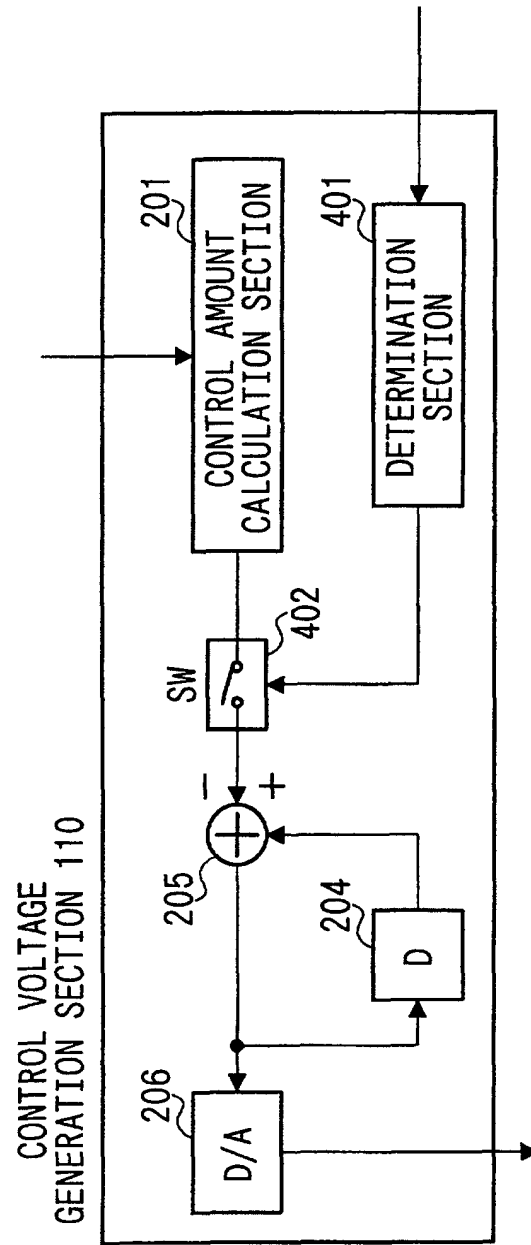 CONTROL VOLTAGE
GENERATION SECTION 110
206
D/A
205
−
+
204
D
SW
402
201
CONTROL AMOUNT
CALCULATION SECTION
401
DETERMINATION
SECTION